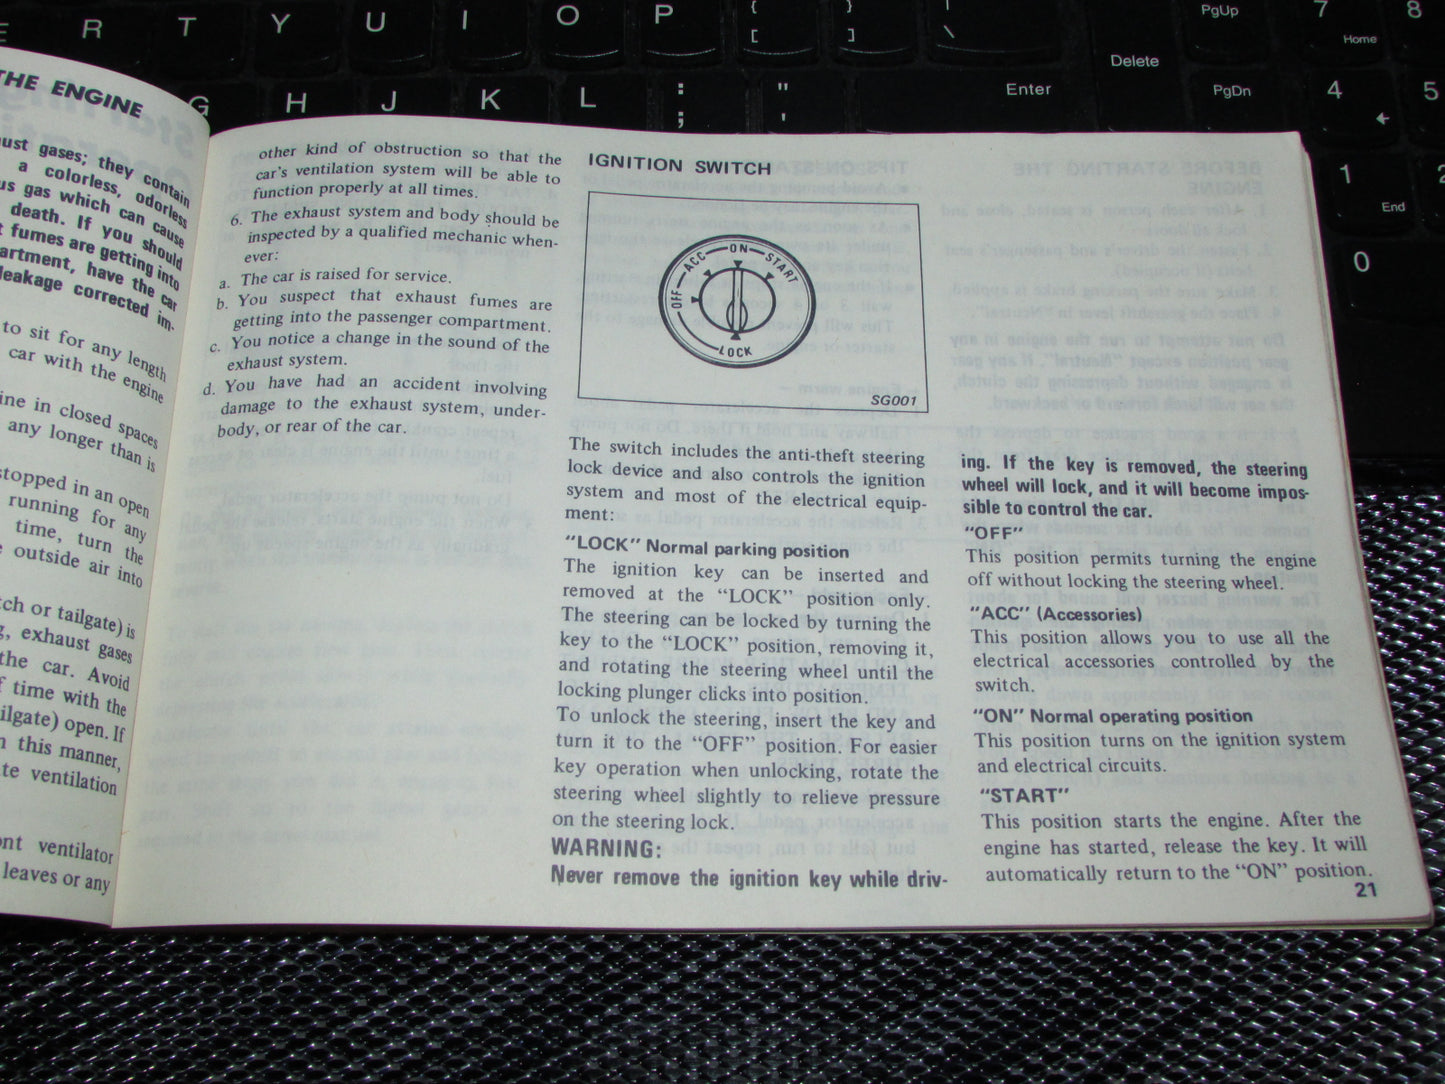 E R T Y U I O P { [ } ] | \ PgUp 7 Home 8
Delete
G H J K L : ; " ' Enter PgDn 4 5
1 End 2
0
THE ENGINE
ust gases; they contain
a colorless, odorless
us gas which can cause
death. If you should
t fumes are getting into
artment, have the car
leakage corrected im-
to sit for any length
car with the engine
ine in closed spaces
any longer than is
stopped in an open
running for any
time, turn the
e outside air into
tch or tailgate) is
g, exhaust gases
the car. Avoid
f time with the
ailgate) open. If
n this manner,
te ventilation
ont ventilator
leaves or any
other kind of obstruction so that the
car's ventilation system will be able to
function properly at all times.
6. The exhaust system and body should be
inspected by a qualified mechanic when-
ever:
a. The car is raised for service.
b. You suspect that exhaust fumes are
getting into the passenger compartment.
c. You notice a change in the sound of the
exhaust system.
d. You have had an accident involving
damage to the exhaust system, under-
body, or rear of the car.
IGNITION SWITCH
OFF ACC ON START
LOCK
SG001
The switch includes the anti-theft steering
lock device and also controls the ignition
system and most of the electrical equip-
ment:
"LOCK" Normal parking position
The ignition key can be inserted and
removed at the "LOCK" position only.
The steering can be locked by turning the
key to the "LOCK" position, removing it,
and rotating the steering wheel until the
locking plunger clicks into position.
To unlock the steering, insert the key and
turn it to the "OFF" position. For easier
key operation when unlocking, rotate the
steering wheel slightly to relieve pressure
on the steering lock.
WARNING:
Never remove the ignition key while driv-
ing. If the key is removed, the steering
wheel will lock, and it will become impos-
sible to control the car.
"OFF"
This position permits turning the engine
off without locking the steering wheel.
"ACC" (Accessories)
This position allows you to use all the
electrical accessories controlled by the
switch.
"ON" Normal operating position
This position turns on the ignition system
and electrical circuits.
"START"
This position starts the engine. After the
engine has started, release the key. It will
automatically return to the "ON" position.
21